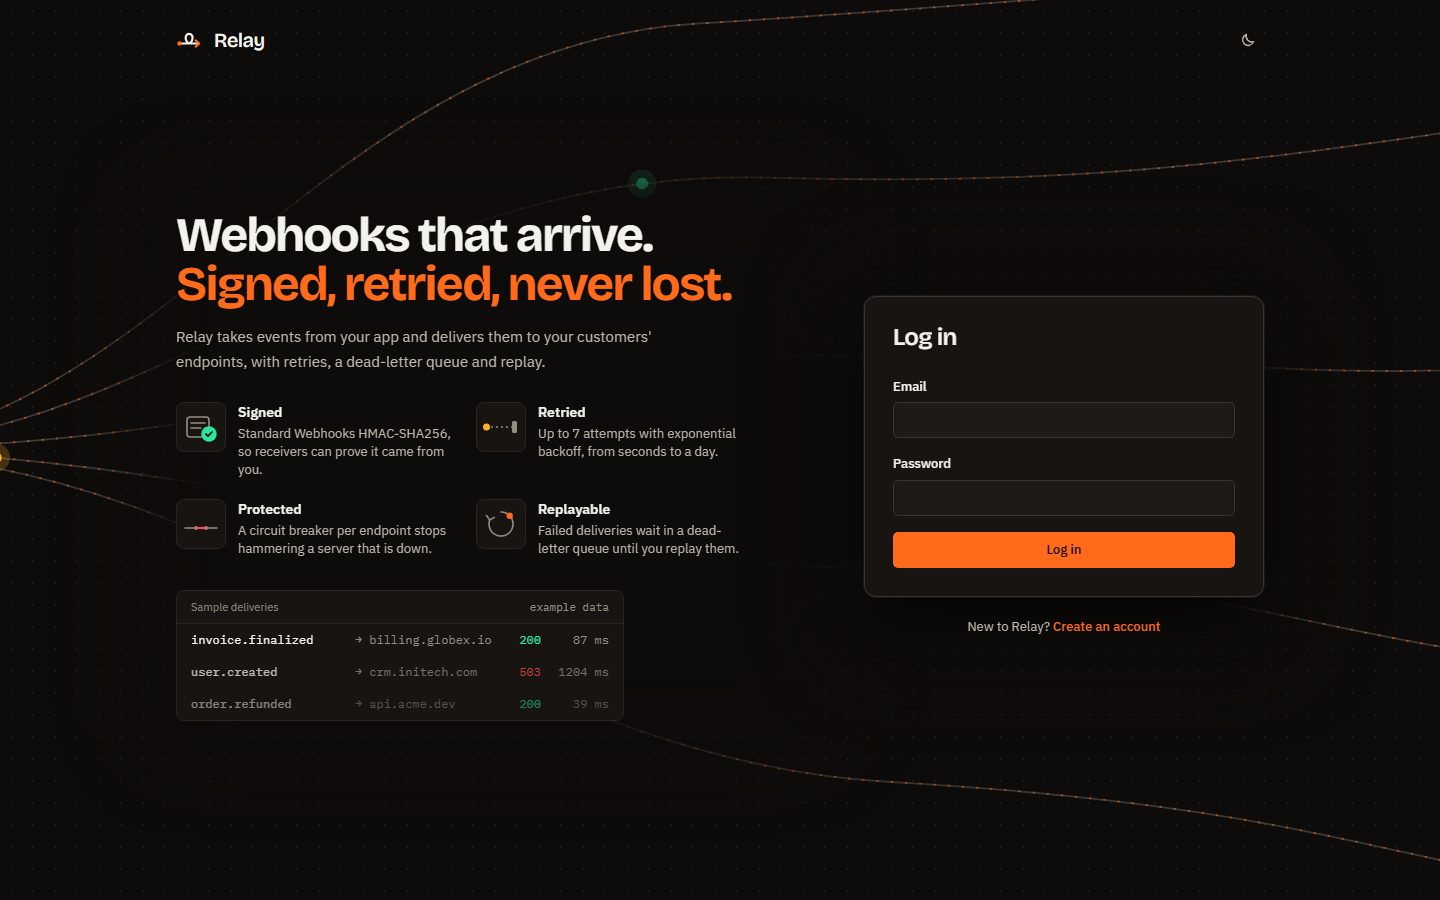 Relay
Webhooks that arrive.
Signed, retried, never lost.
Relay takes events from your app and delivers them to your customers'
endpoints, with retries, a dead-letter queue and replay.
Signed
Standard Webhooks HMAC-SHA256,
so receivers can prove it came from
you.
Retried
Up to 7 attempts with exponential
backoff, from seconds to a day.
Protected
A circuit breaker per endpoint stops
hammering a server that is down.
Replayable
Failed deliveries wait in a dead-
letter queue until you replay them.
Sample deliveries example data
invoice.finalized → billing.globex.io 200 87 ms
user.created → crm.initech.com 503 1204 ms
order.refunded → api.acme.dev 200 39 ms
Log in
Email
Password
Log in
New to Relay? Create an account